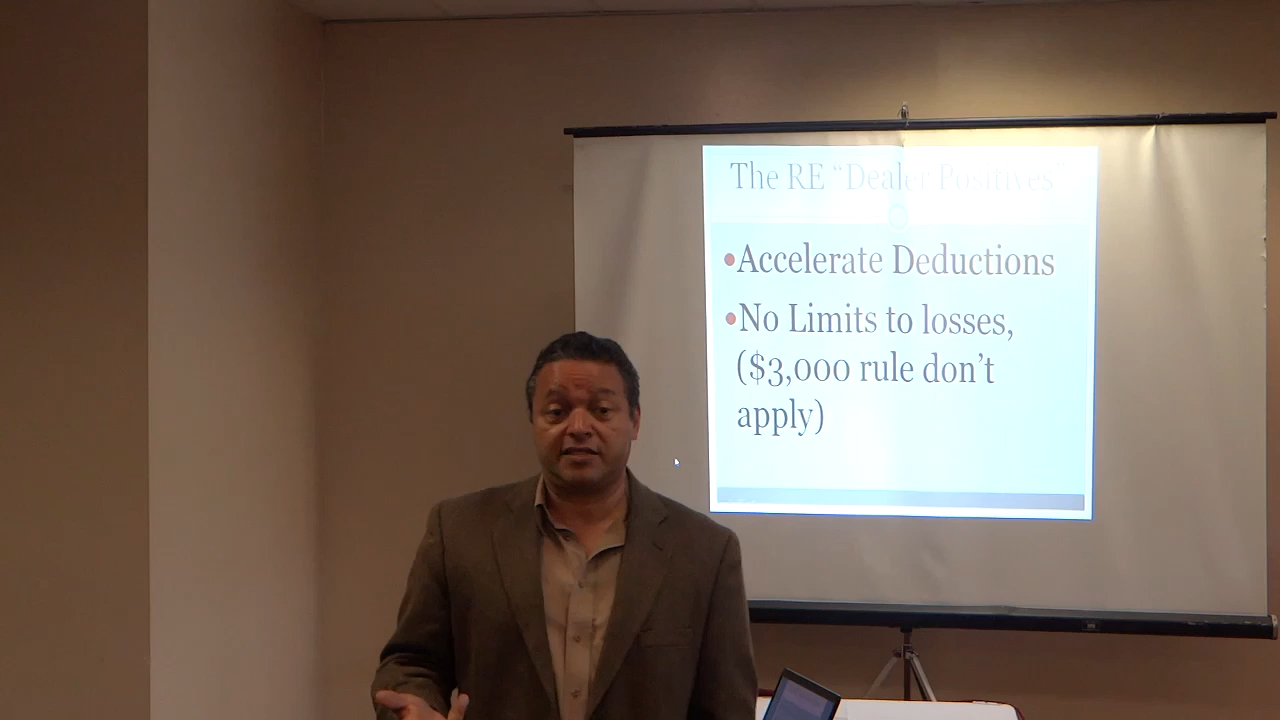 The RE “Dealer Positives”
•Accelerate Deductions
•No Limits to losses,
($3,000 rule don’t
apply)